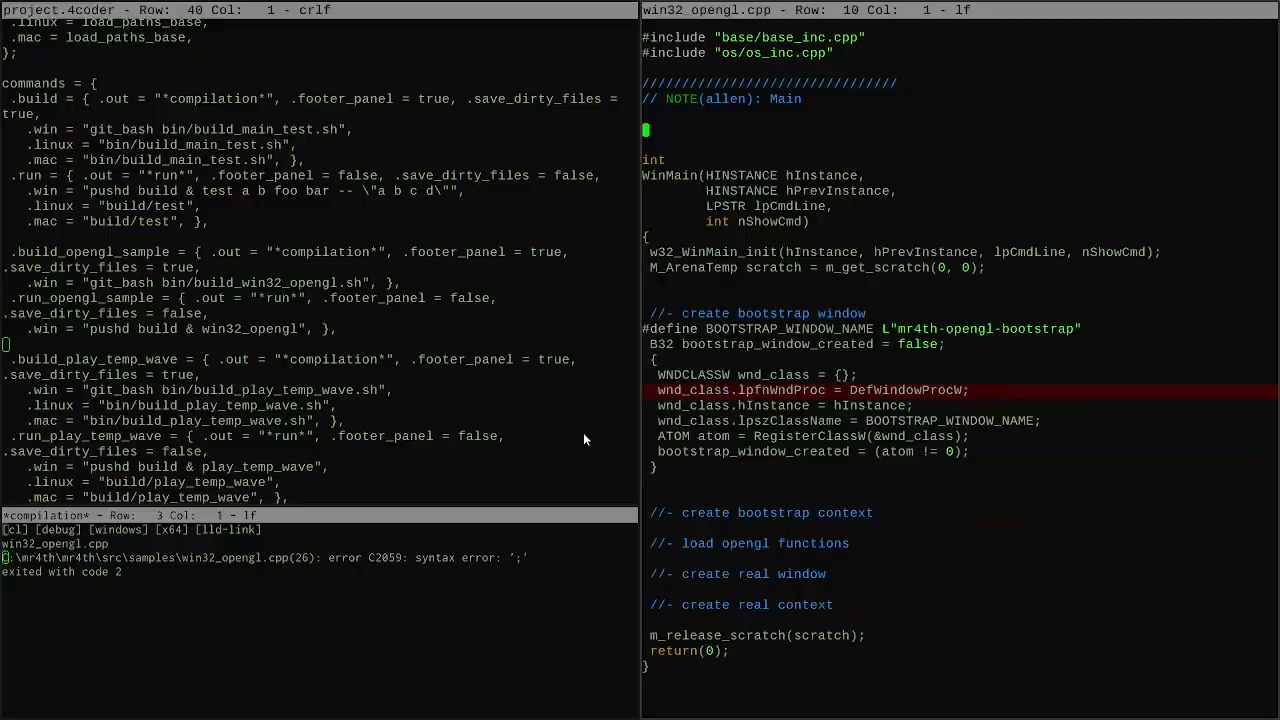 project.4coder - Row:  40 Col:   1 - crlf
.linux = load_paths_base,
.mac = load_paths_base,
};
commands = {
.build = { .out = "*compilation*", .footer_panel = true, .save_dirty_files =
true,
.win = "git_bash bin/build_main_test.sh",
.linux = "bin/build_main_test.sh",
.mac = "bin/build_main_test.sh", },
.run = { .out = "*run*", .footer_panel = false, .save_dirty_files = false,
.win = "pushd build & test a b foo bar -- \"a b c d\"",
.linux = "build/test",
.mac = "build/test", },
.build_opengl_sample = { .out = "*compilation*", .footer_panel = true,
.save_dirty_files = true,
.win = "git_bash bin/build_win32_opengl.sh", },
.run_opengl_sample = { .out = "*run*", .footer_panel = false,
.save_dirty_files = false,
.win = "pushd build & win32_opengl", },
.build_play_temp_wave = { .out = "*compilation*", .footer_panel = true,
.save_dirty_files = true,
.win = "git_bash bin/build_play_temp_wave.sh",
.linux = "bin/build_play_temp_wave.sh",
.mac = "bin/build_play_temp_wave.sh", },
.run_play_temp_wave = { .out = "*run*", .footer_panel = false,
.save_dirty_files = false,
.win = "pushd build & play_temp_wave",
.linux = "build/play_temp_wave",
.mac = "build/play_temp_wave", },
*compilation* - Row:   3 Col:   1 - lf
[cl] [debug] [windows] [x64] [lld-link]
win32_opengl.cpp
C:\mr4th\mr4th\src\samples\win32_opengl.cpp(26): error C2059: syntax error: ';'
exited with code 2
win32_opengl.cpp - Row:  10 Col:   1 - lf
#include "base/base_inc.cpp"
#include "os/os_inc.cpp"
////////////////////////////////
// NOTE(allen): Main
int
WinMain(HINSTANCE hInstance,
HINSTANCE hPrevInstance,
LPSTR lpCmdLine,
int nShowCmd)
{
w32_WinMain_init(hInstance, hPrevInstance, lpCmdLine, nShowCmd);
M_ArenaTemp scratch = m_get_scratch(0, 0);
//- create bootstrap window
#define BOOTSTRAP_WINDOW_NAME L"mr4th-opengl-bootstrap"
B32 bootstrap_window_created = false;
{
WNDCLASSW wnd_class = {};
wnd_class.lpfnWndProc = DefWindowProcW;
wnd_class.hInstance = hInstance;
wnd_class.lpszClassName = BOOTSTRAP_WINDOW_NAME;
ATOM atom = RegisterClassW(&wnd_class);
bootstrap_window_created = (atom != 0);
}
//- create bootstrap context
//- load opengl functions
//- create real window
//- create real context
m_release_scratch(scratch);
return(0);
}